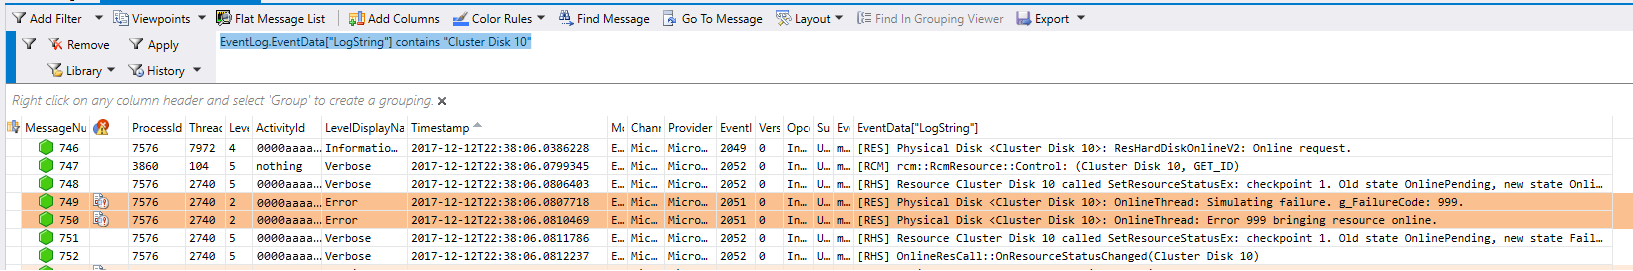 Add Filter Viewpoints Flat Message List Add Columns Color Rules Find Message Go To Message Layout Find In Grouping Viewer Export
Remove Apply EventLog.EventData["LogString"] contains "Cluster Disk 10"
Library History
Right click on any column header and select 'Group' to create a grouping.
MessageNu ProcessId Threac Leve ActivityId LevelDisplayNa Timestamp Mc Chann Provider EventI Vers Opco Su Eve EventData["LogString"]
746 7576 7972 4 0000aaaa... Informatio... 2017-12-12T22:38:06.0386228 E... Mic... Micro... 2049 0 In... U... m... [RES] Physical Disk <Cluster Disk 10>: ResHardDiskOnlineV2: Online request.
747 3860 104 5 nothing Verbose 2017-12-12T22:38:06.0799345 E... Mic... Micro... 2052 0 In... U... m... [RCM] rcm::RcmResource::Control: (Cluster Disk 10, GET_ID)
748 7576 2740 5 0000aaaa... Verbose 2017-12-12T22:38:06.0806403 E... Mic... Micro... 2052 0 In... U... m... [RHS] Resource Cluster Disk 10 called SetResourceStatusEx: checkpoint 1. Old state OnlinePending, new state Onli...
749 7576 2740 2 0000aaaa... Error 2017-12-12T22:38:06.0807718 E... Mic... Micro... 2051 0 In... U... m... [RES] Physical Disk <Cluster Disk 10>: OnlineThread: Simulating failure. g_FailureCode: 999.
750 7576 2740 2 0000aaaa... Error 2017-12-12T22:38:06.0810469 E... Mic... Micro... 2051 0 In... U... m... [RES] Physical Disk <Cluster Disk 10>: OnlineThread: Error 999 bringing resource online.
751 7576 2740 5 0000aaaa... Verbose 2017-12-12T22:38:06.0811786 E... Mic... Micro... 2052 0 In... U... m... [RHS] Resource Cluster Disk 10 called SetResourceStatusEx: checkpoint 1. Old state OnlinePending, new state Fail...
752 7576 2740 5 0000aaaa... Verbose 2017-12-12T22:38:06.0812237 E... Mic... Micro... 2052 0 In... U... m... [RHS] OnlineResCall::OnResourceStatusChanged(Cluster Disk 10)